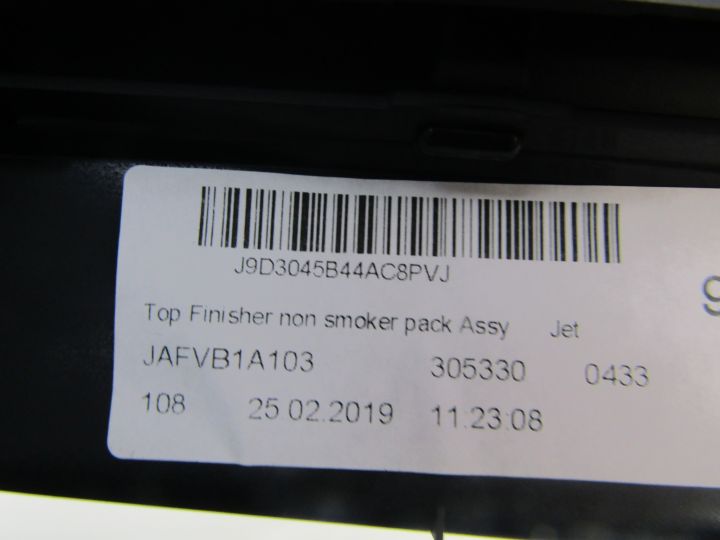 J9D3045B44AC8PVJ
Top Finisher non smoker pack Assy Jet
JAFVB1A103 305330 0433
108 25 02.2019 11:23:08